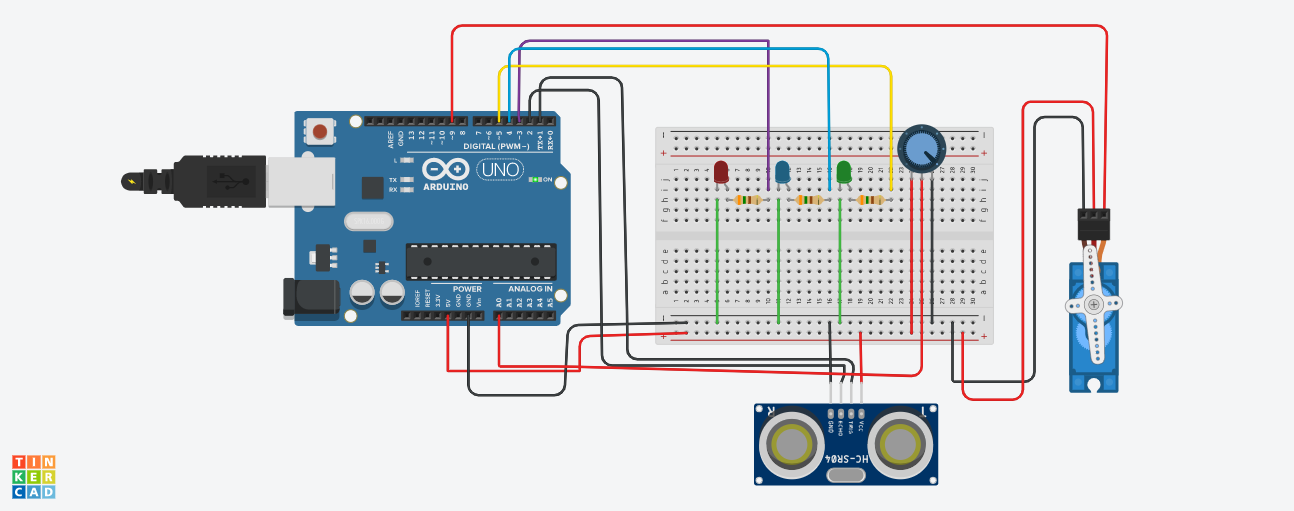 AREF
GND
13
12
~11
~10
~9
8
7
~6
~5
4
~3
2
TX→1
RX←0
DIGITAL (PWM~)
L
TX
RX
ARDUINO
UNO
ON
IOREF
RESET
3.3V
5V
GND
GND
Vin
POWER
ANALOG IN
A0
A1
A2
A3
A4
A5
j
i
h
g
f
e
d
c
b
a
GND
ECHO
TRIG
VCC
R
T
HC-SR04
TIN
KER
CAD